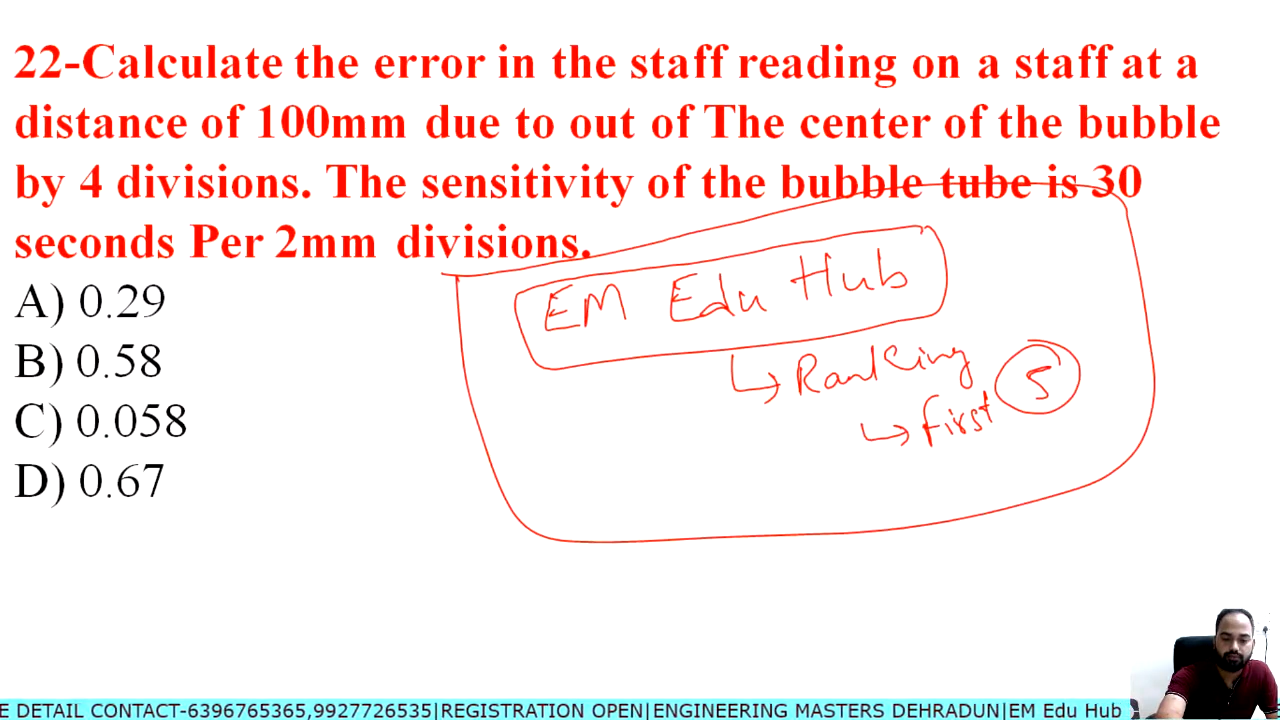 22-Calculate the error in the staff reading on a staff at a
distance of 100mm due to out of The center of the bubble
by 4 divisions. The sensitivity of the bubble tube is 30
seconds Per 2mm divisions.
A) 0.29
B) 0.58
C) 0.058
D) 0.67
EM Edu Hub
Ranking
First 5
E DETAIL CONTACT-6396765365,9927726535|REGISTRATION OPEN|ENGINEERING MASTERS DEHRADUN|EM Edu Hub